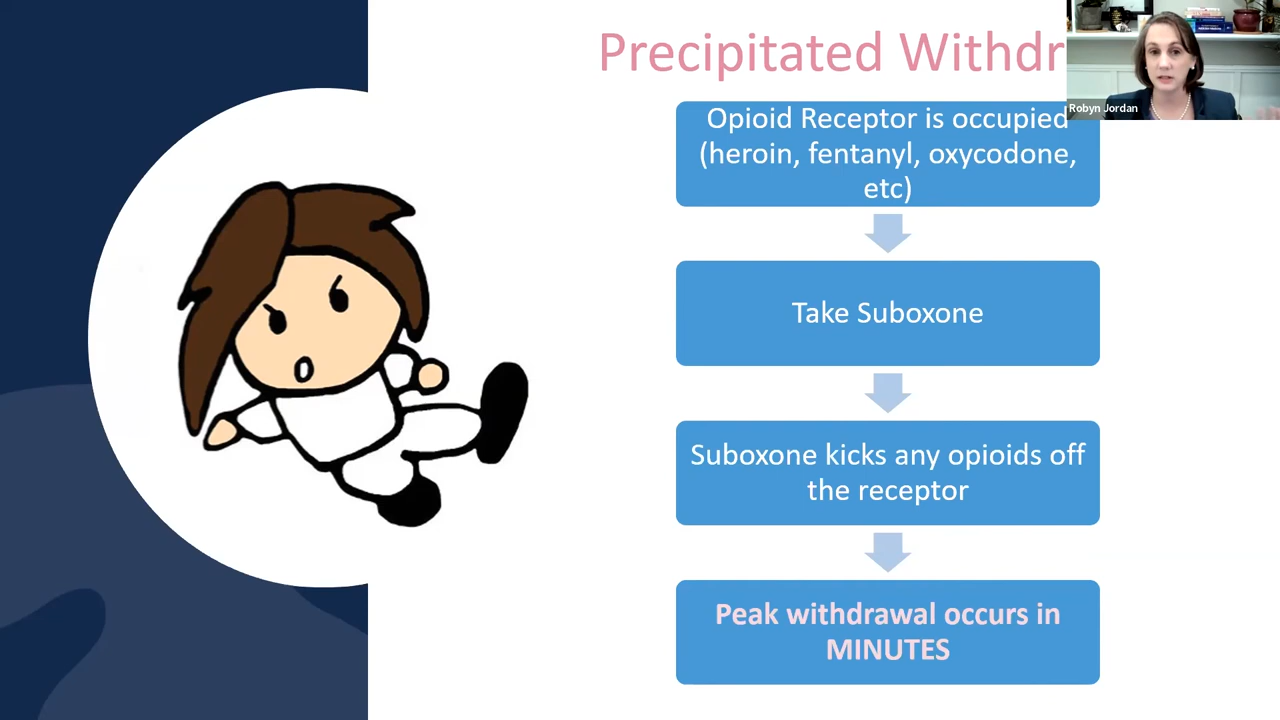 Precipitated Withdr
Robyn Jordan
Opioid Receptor is occupied
(heroin, fentanyl, oxycodone,
etc)
Take Suboxone
Suboxone kicks any opioids off
the receptor
Peak withdrawal occurs in
MINUTES